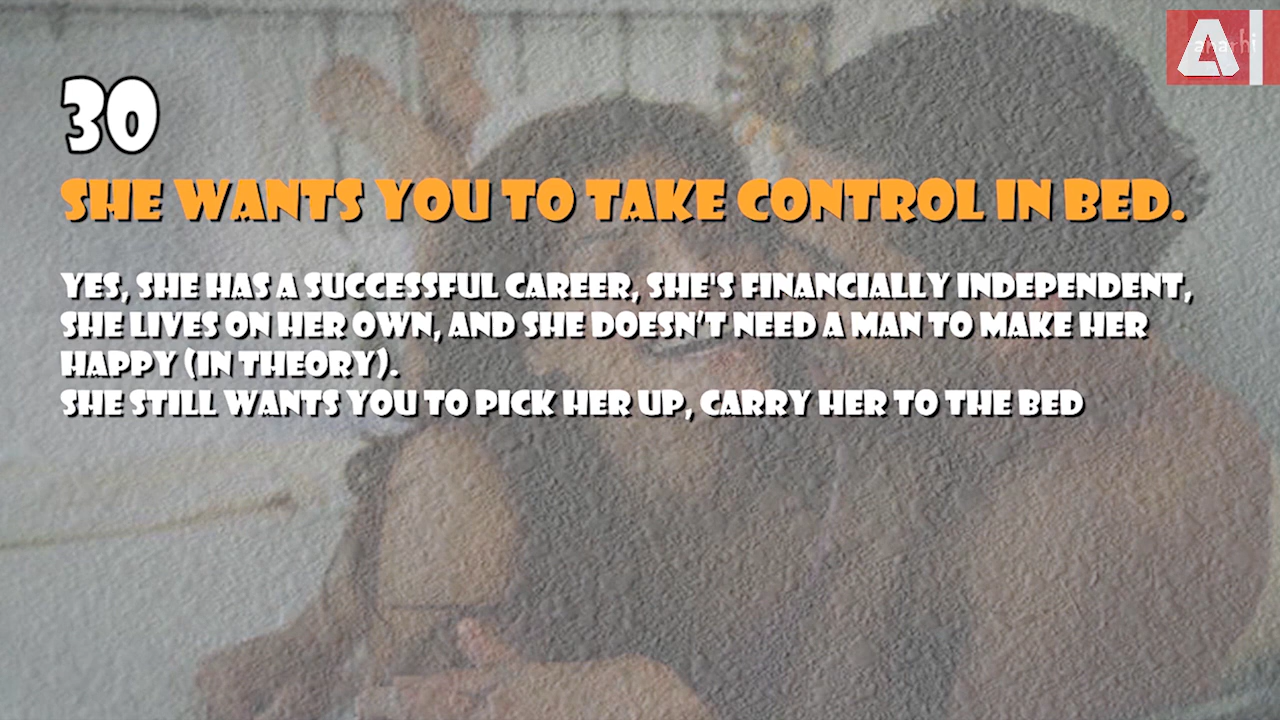 30
SHE WANTS YOU TO TAKE CONTROL IN BED.
YES, SHE HAS A SUCCESSFUL CAREER, SHE'S FINANCIALLY INDEPENDENT,
SHE LIVES ON HER OWN, AND SHE DOESN'T NEED A MAN TO MAKE HER
HAPPY (IN THEORY).
SHE STILL WANTS YOU TO PICK HER UP, CARRY HER TO THE BED
A